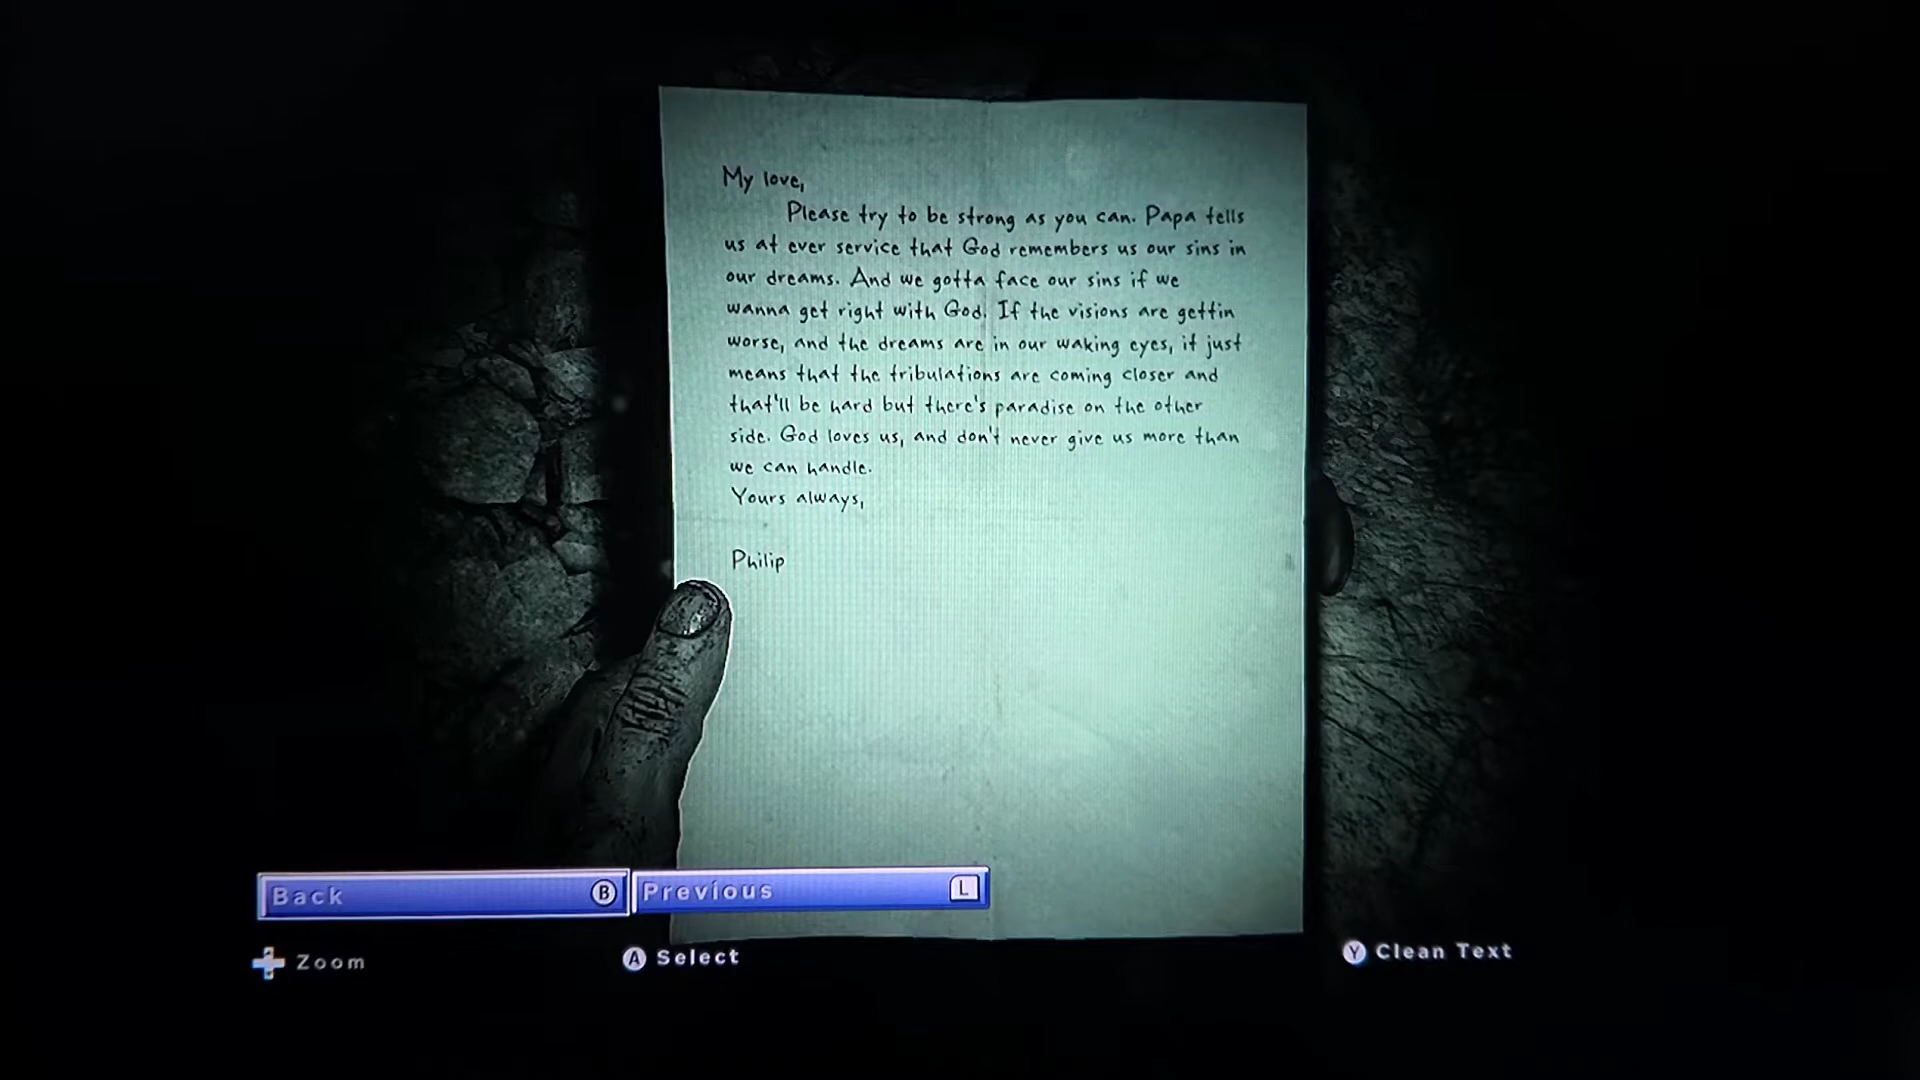 My love,
Please try to be strong as you can. Papa tells
us at ever service that God remembers us our sins in
our dreams. And we gotta face our sins if we
wanna get right with God. If the visions are gettin
worse, and the dreams are in our waking eyes, it just
means that the tribulations are coming closer and
that'll be hard but there's paradise on the other
side. God loves us, and don't never give us more than
we can handle.
Yours always,
Philip
Back B Previous L
Zoom A Select Y Clean Text